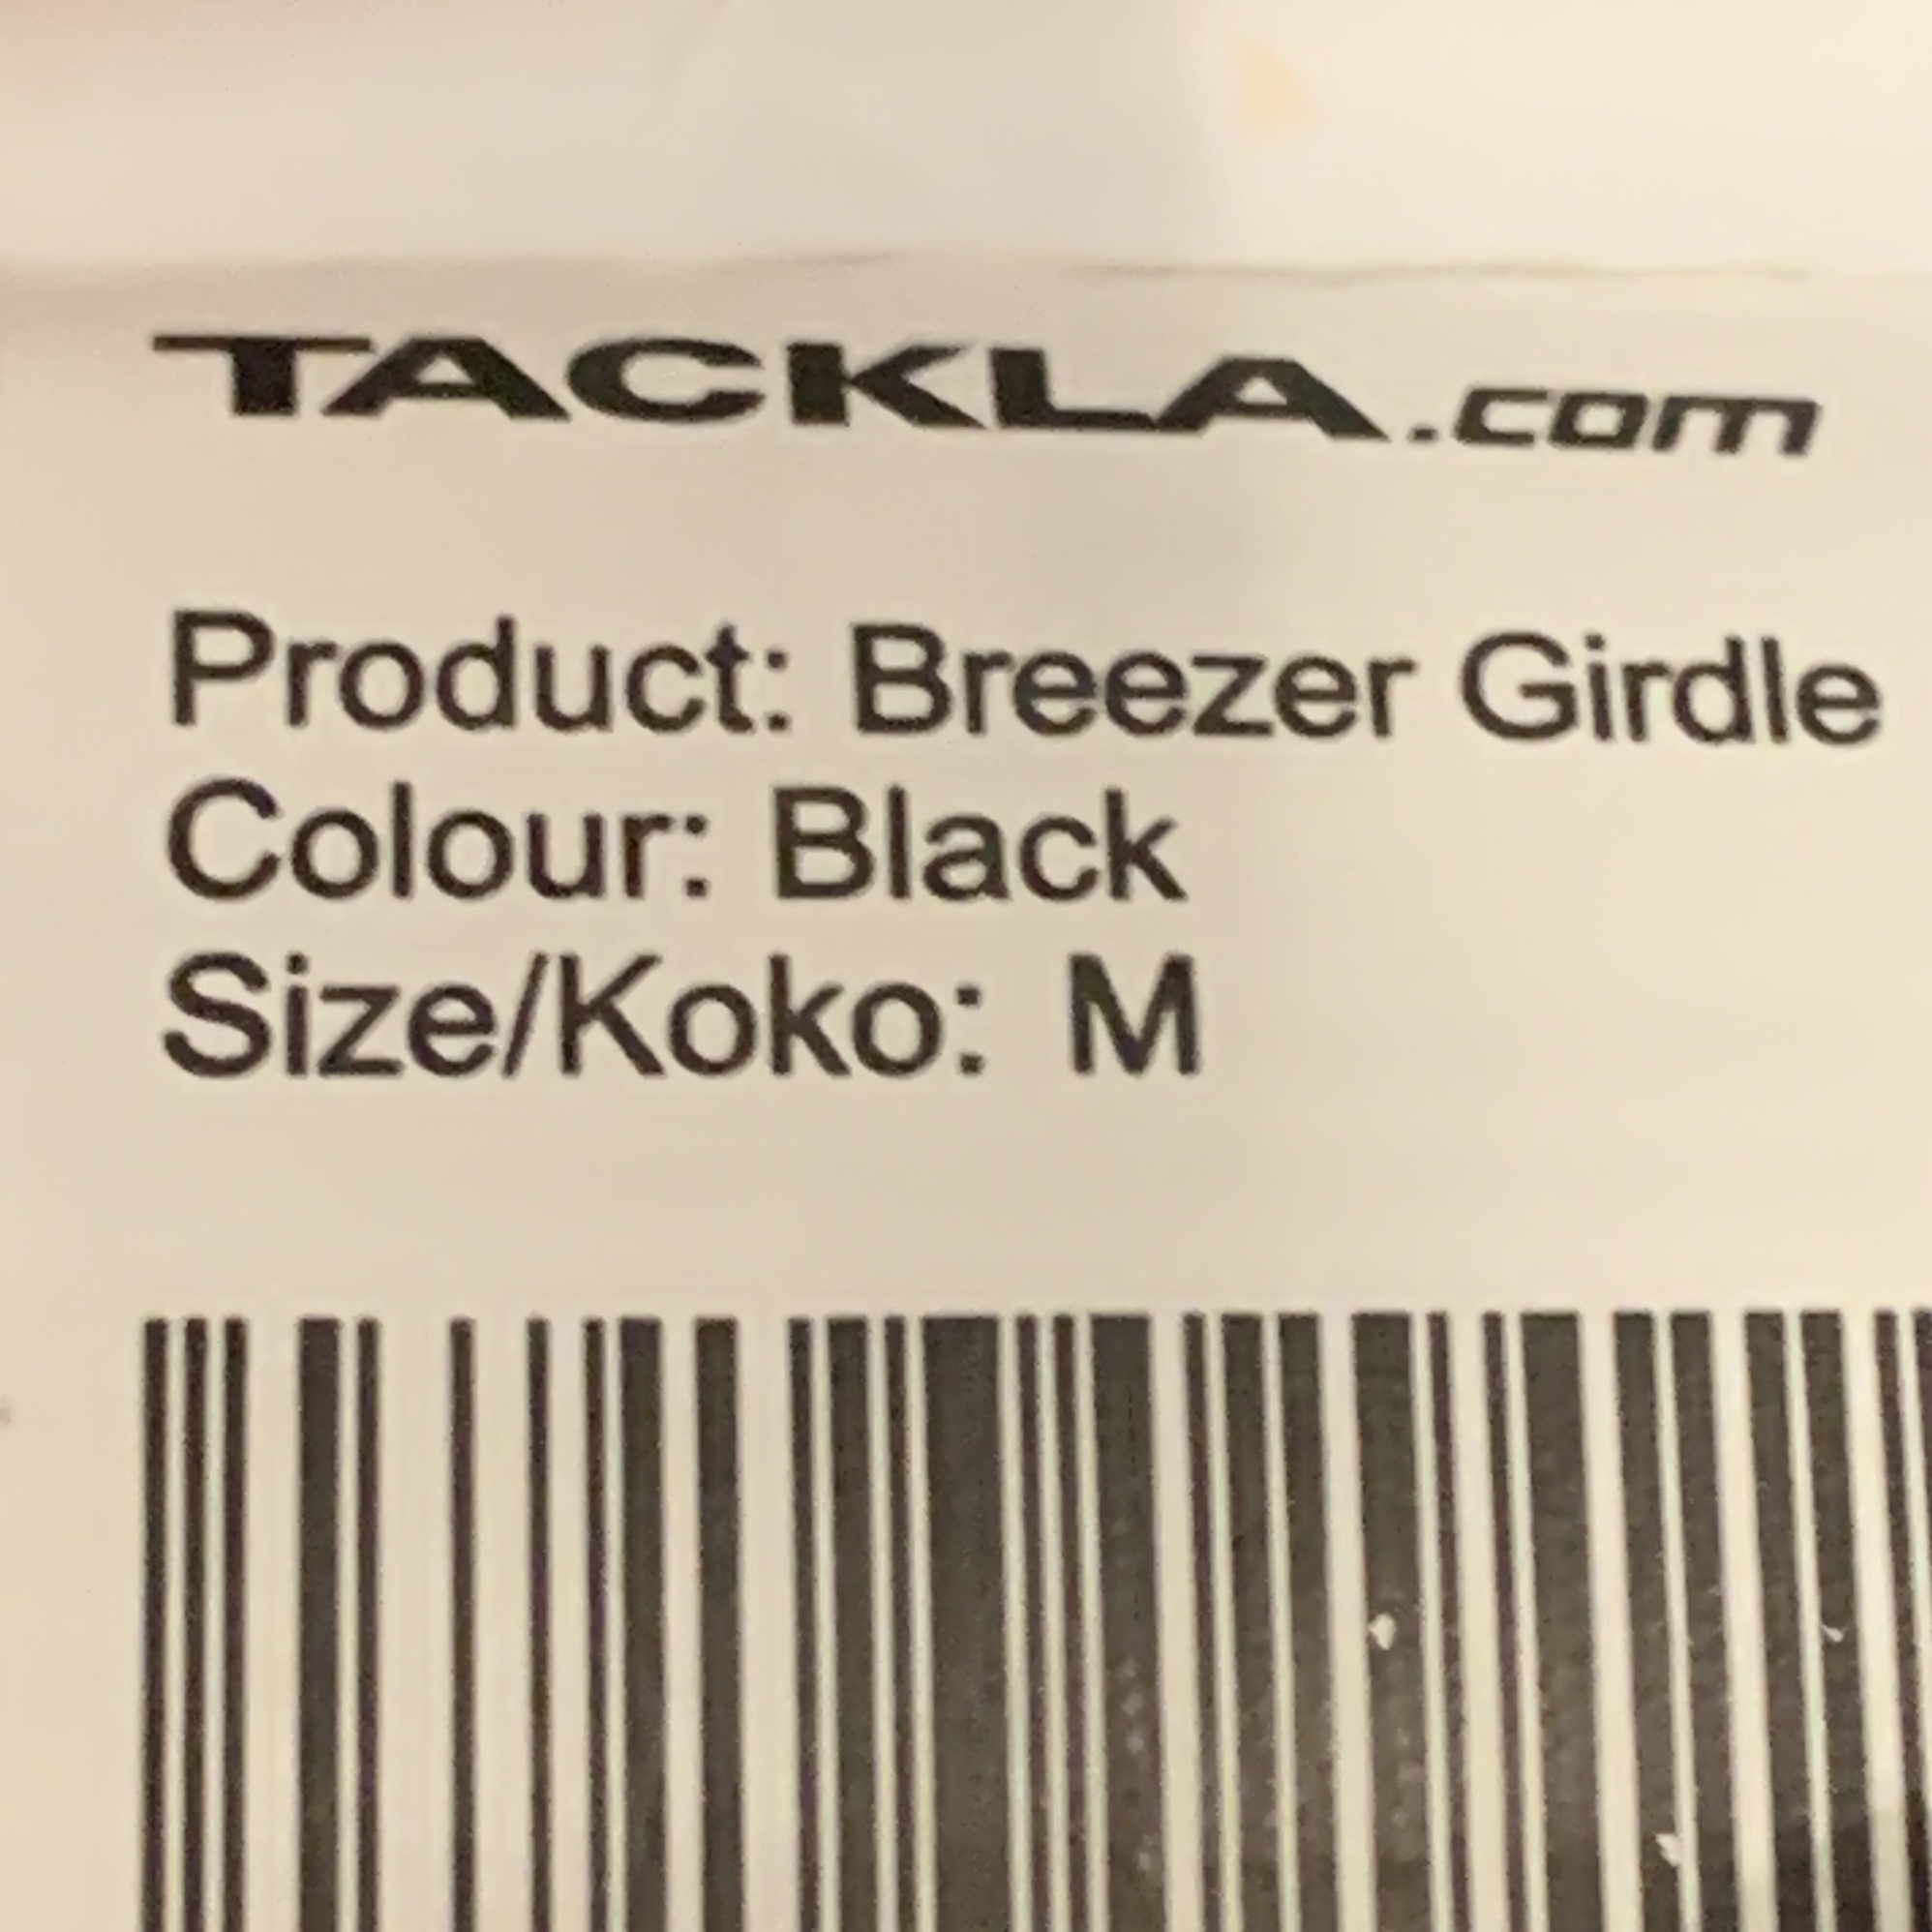 TACKLA.com
Product: Breezer Girdle
Colour: Black
Size/Koko: M